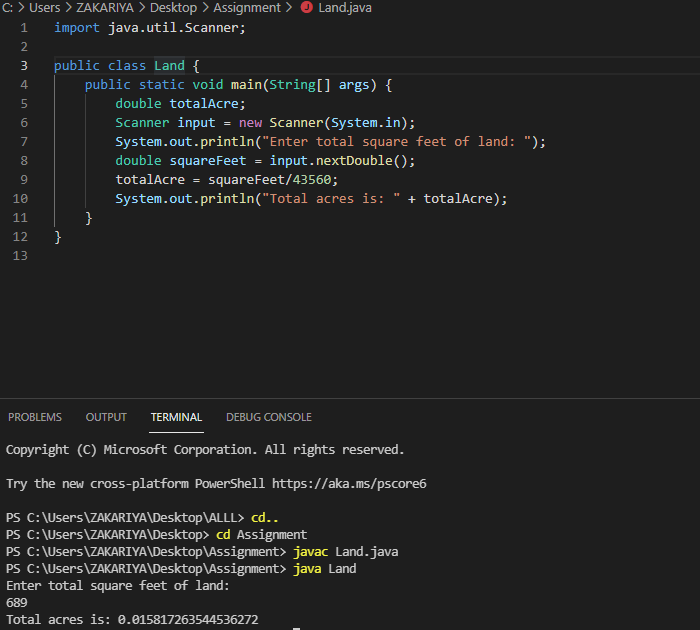 C: > Users > ZAKARIYA > Desktop > Assignment > J Land.java
1 import java.util.Scanner;
2
3 public class Land {
4     public static void main(String[] args) {
5         double totalAcre;
6         Scanner input = new Scanner(System.in);
7         System.out.println("Enter total square feet of land: ");
8         double squareFeet = input.nextDouble();
9         totalAcre = squareFeet/43560;
10         System.out.println("Total acres is: " + totalAcre);
11     }
12 }
13
PROBLEMS OUTPUT TERMINAL DEBUG CONSOLE
Copyright (C) Microsoft Corporation. All rights reserved.
Try the new cross-platform PowerShell https://aka.ms/pscore6
PS C:\Users\ZAKARIYA\Desktop\ALLL> cd..
PS C:\Users\ZAKARIYA\Desktop> cd Assignment
PS C:\Users\ZAKARIYA\Desktop\Assignment> javac Land.java
PS C:\Users\ZAKARIYA\Desktop\Assignment> java Land
Enter total square feet of land:
689
Total acres is: 0.015817263544536272